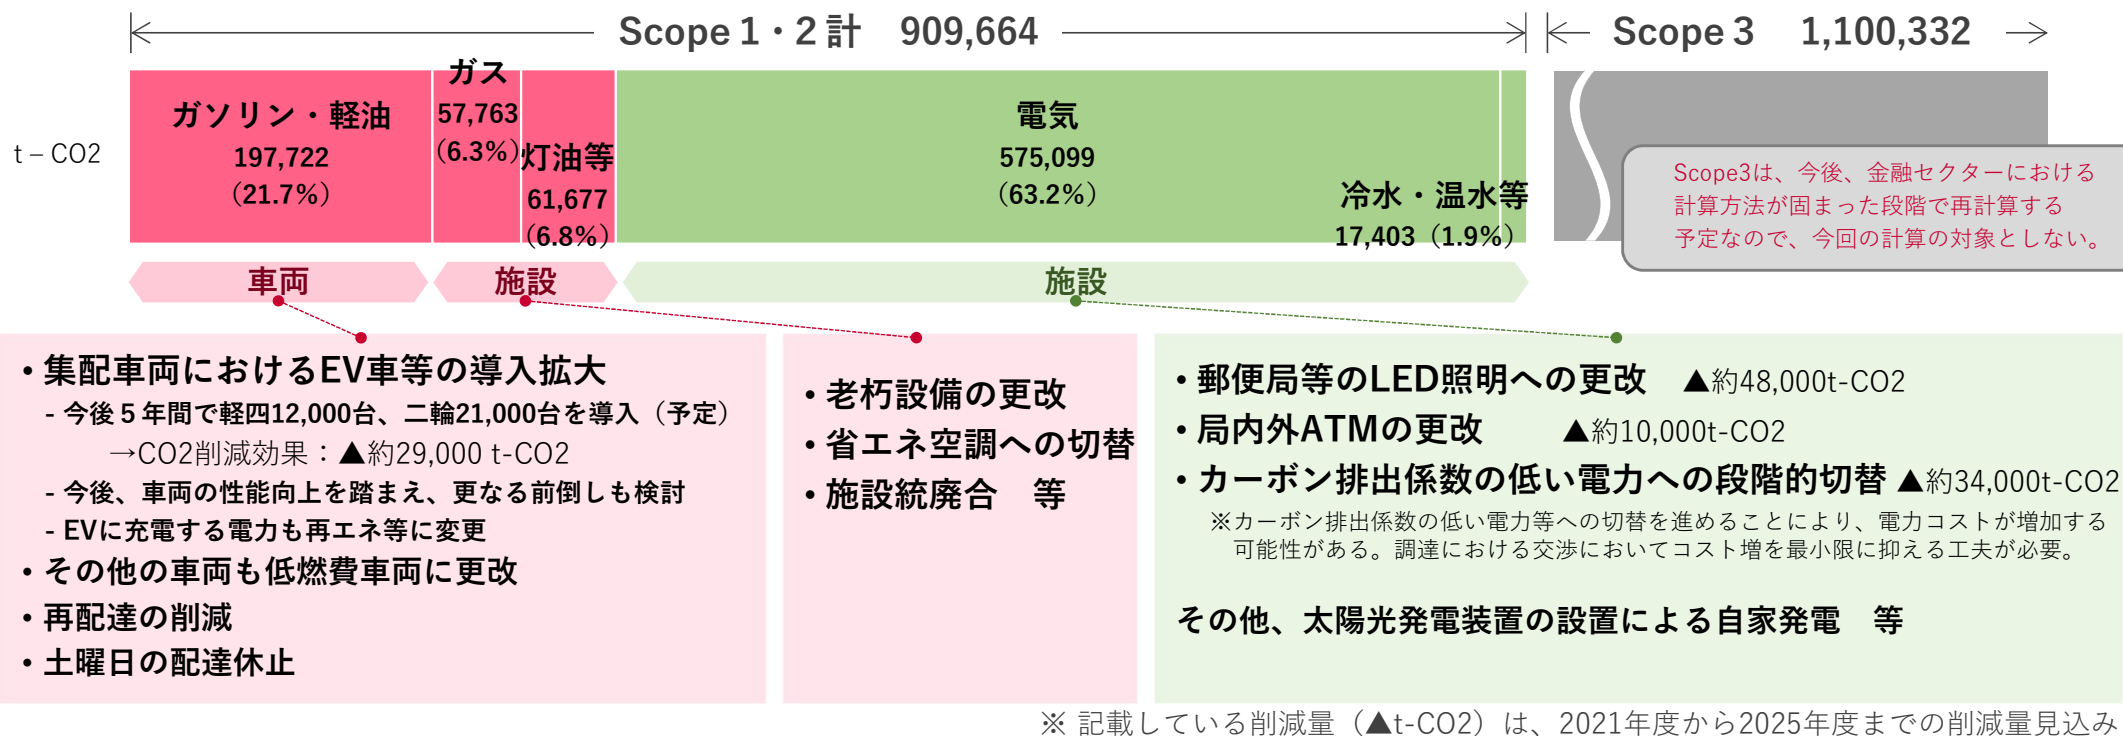 Scope 1・2 計　909,664
Scope 3　1,100,332
t – CO2
ガソリン・軽油
197,722
（21.7%）
ガス
57,763
（6.3%）
灯油等
61,677
（6.8%）
電気
575,099
（63.2%）
冷水・温水等
17,403（1.9%）
Scope3は、今後、金融セクターにおける
計算方法が固まった段階で再計算する
予定なので、今回の計算の対象としない。
車両
施設
施設
・集配車両におけるEV車等の導入拡大
- 今後５年間で軽四12,000台、二輪21,000台を導入（予定）
→CO2削減効果：▲約29,000 t-CO2
- 今後、車両の性能向上を踏まえ、更なる前倒しも検討
- EVに充電する電力も再エネ等に変更
・その他の車両も低燃費車両に更改
・再配達の削減
・土曜日の配達休止
・老朽設備の更改
・省エネ空調への切替
・施設統廃合　等
・郵便局等のLED照明への更改　▲約48,000t-CO2
・局内外ATMの更改　▲約10,000t-CO2
・カーボン排出係数の低い電力への段階的切替 ▲約34,000t-CO2
※カーボン排出係数の低い電力等への切替を進めることにより、電力コストが増加する
可能性がある。調達における交渉においてコスト増を最小限に抑える工夫が必要。
その他、太陽光発電装置の設置による自家発電　等
※ 記載している削減量（▲t-CO2）は、2021年度から2025年度までの削減量見込み